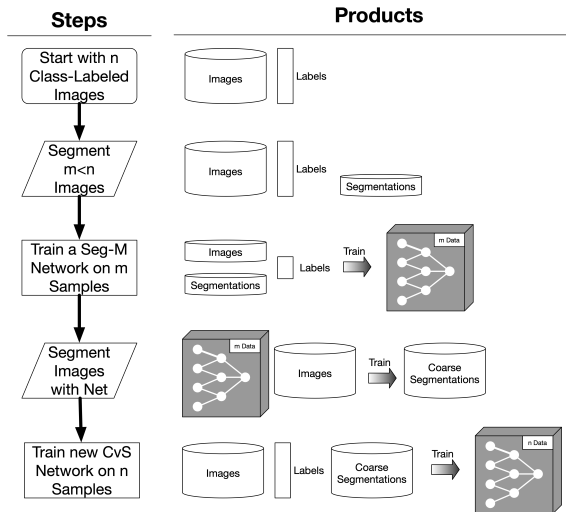 Steps
Products
Start with n
Class-Labeled
Images
Images
Labels
Segment
m<n
Images
Images
Labels
Segmentations
Train a Seg-M
Network on m
Samples
Images
Segmentations
Labels
Train
m Data
Segment
Images
with Net
m Data
Images
Train
Coarse
Segmentations
Train new CvS
Network on n
Samples
Images
Labels
Coarse
Segmentations
Train
n Data